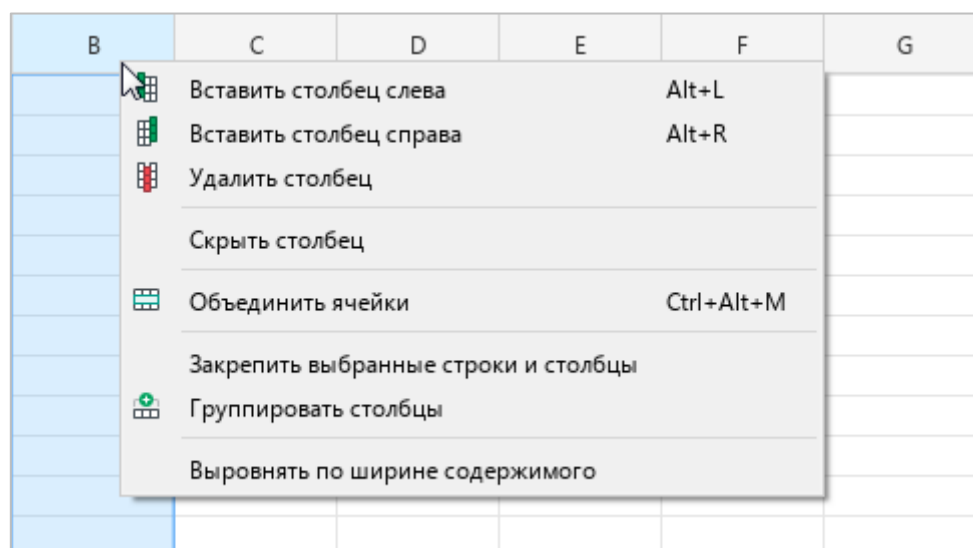 B C D E F G
Вставить столбец слева Alt+L
Вставить столбец справа Alt+R
Удалить столбец
Скрыть столбец
Объединить ячейки Ctrl+Alt+M
Закрепить выбранные строки и столбцы
Группировать столбцы
Выровнять по ширине содержимого